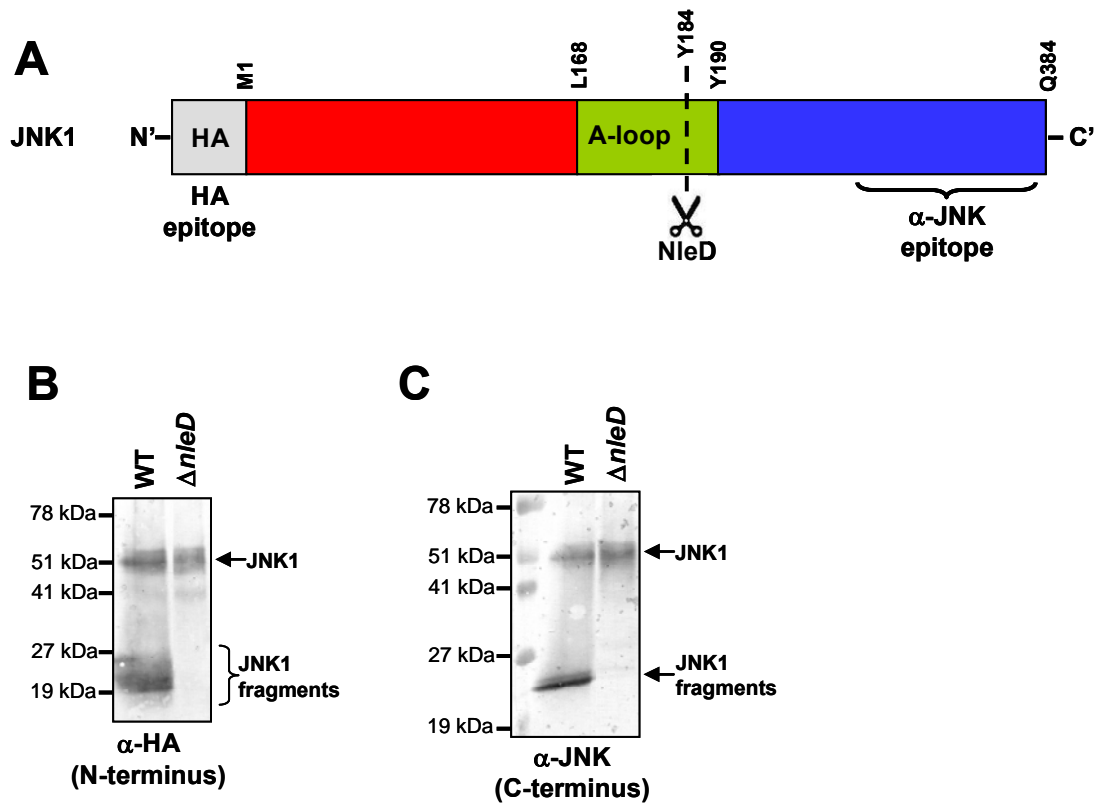 A
M1
L168
Y184
Y190
Q384
JNK1
N’
HA
A-loop
C’
HA
epitope
NleD
α-JNK
epitope
B
WT
ΔnleD
78 kDa
51 kDa
41 kDa
27 kDa
19 kDa
JNK1
JNK1
fragments
α-HA
(N-terminus)
C
WT
ΔnleD
78 kDa
51 kDa
41 kDa
27 kDa
19 kDa
JNK1
JNK1
fragments
α-JNK
(C-terminus)